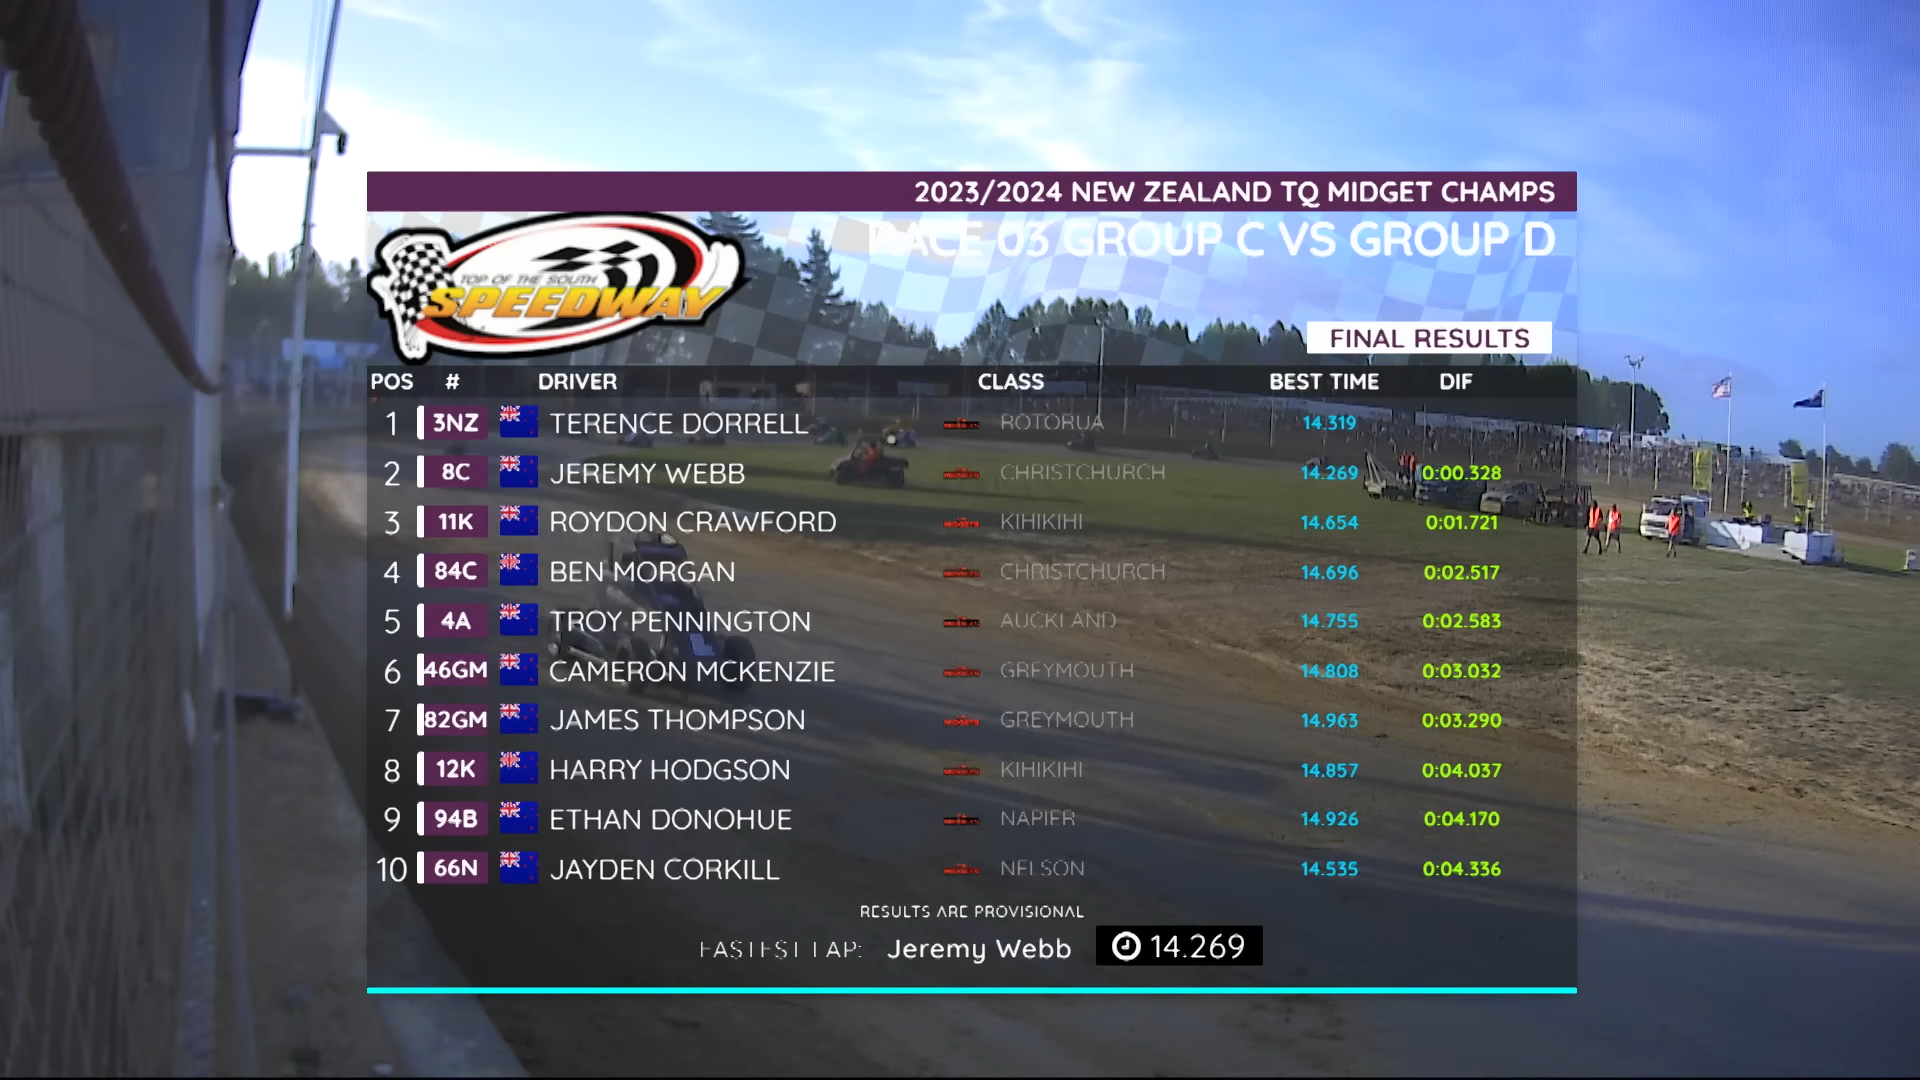 2023/2024 NEW ZEALAND TQ MIDGET CHAMPS
RACE 03 GROUP C VS GROUP D
TOP OF THE SOUTH
SPEEDWAY
FINAL RESULTS
POS # DRIVER CLASS BEST TIME DIF
1 3NZ TERENCE DORRELL ROTORUA 14.319
2 8C JEREMY WEBB CHRISTCHURCH 14.269 0:00.328
3 11K ROYDON CRAWFORD KIHIKIHI 14.654 0:01.721
4 84C BEN MORGAN CHRISTCHURCH 14.696 0:02.517
5 4A TROY PENNINGTON AUCKLAND 14.755 0:02.583
6 46GM CAMERON MCKENZIE GREYMOUTH 14.808 0:03.032
7 82GM JAMES THOMPSON GREYMOUTH 14.963 0:03.290
8 12K HARRY HODGSON KIHIKIHI 14.857 0:04.037
9 94B ETHAN DONOHUE NAPIER 14.926 0:04.170
10 66N JAYDEN CORKILL NELSON 14.535 0:04.336
RESULTS ARE PROVISIONAL
FASTEST LAP: Jeremy Webb 14.269